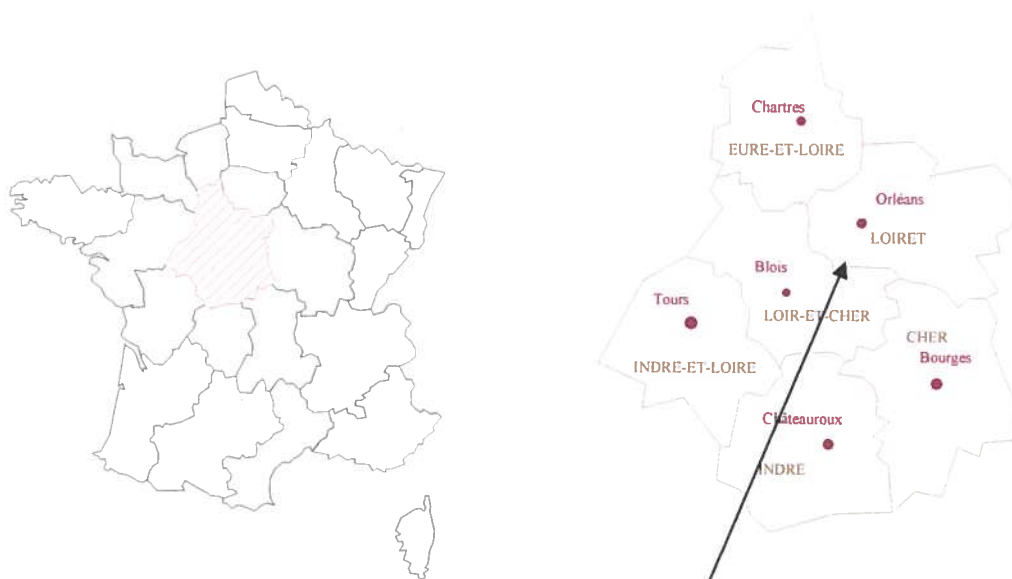 Chartres
EURE-ET-LOIRE
Orléans
LOIRET
Blois
LOIR-ET-CHER
Tours
INDRE-ET-LOIRE
CHER
Bourges
Châteauroux
INDRE